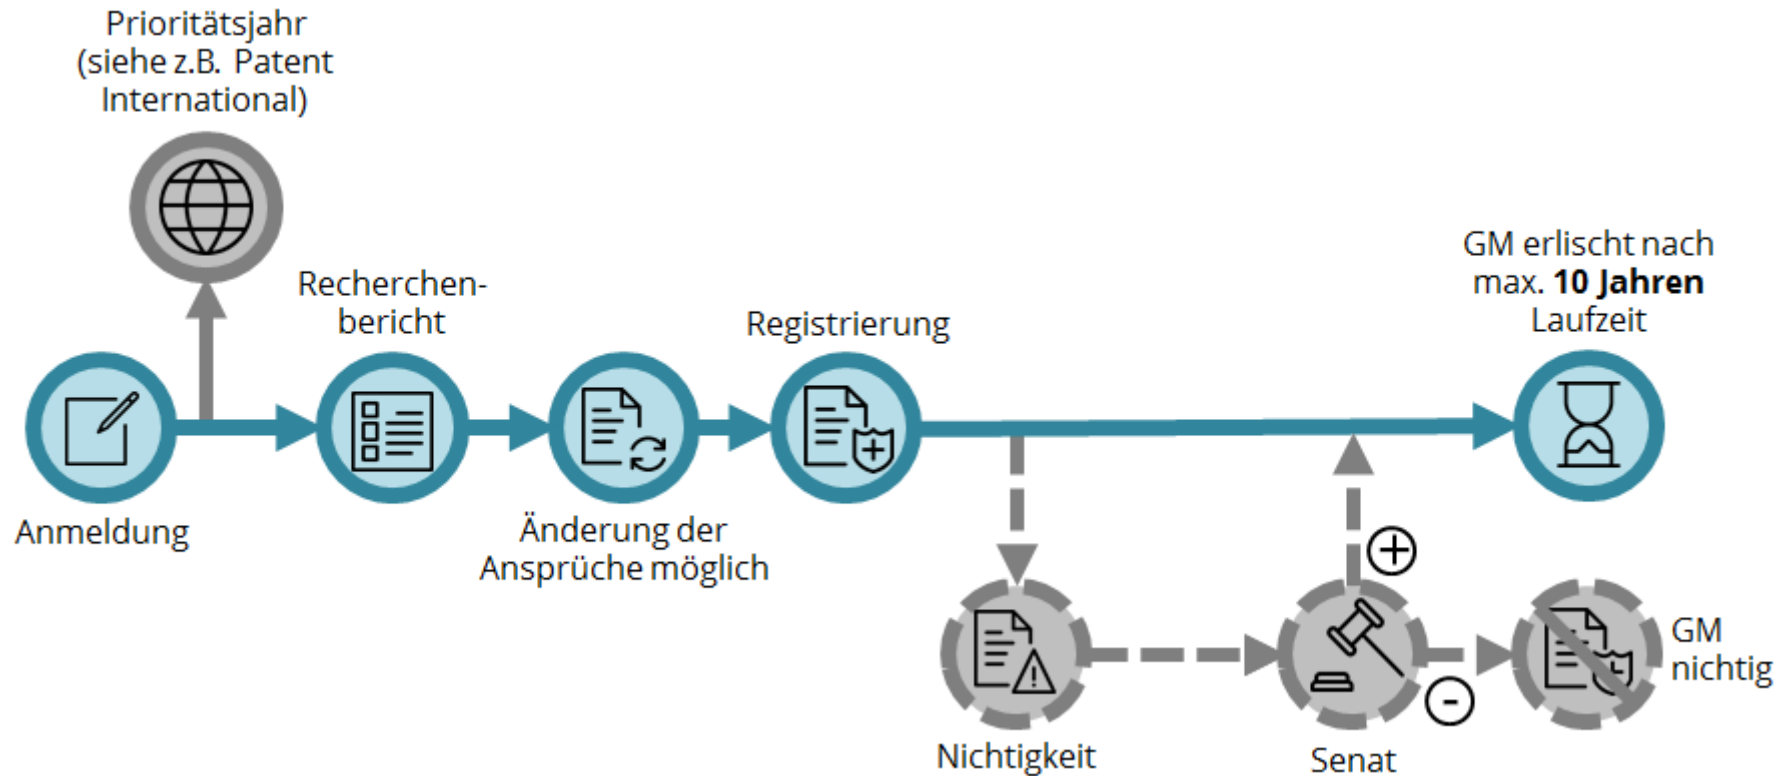 Prioritätsjahr
(siehe z.B. Patent
International)
Recherchen-
bericht
Registrierung
GM erlischt nach
max. 10 Jahren
Laufzeit
Anmeldung
Änderung der
Ansprüche möglich
+
-
GM
nichtig
Nichtigkeit
Senat